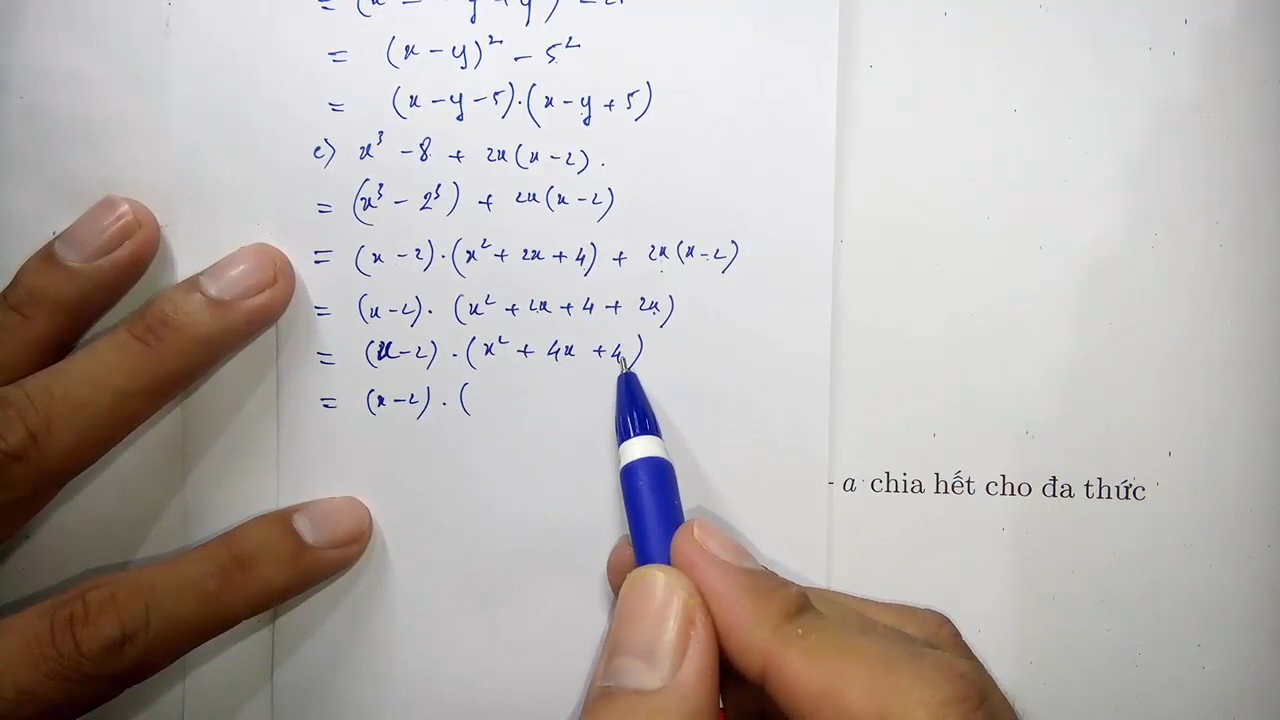 = (x - y)² - 5²
= (x - y - 5).(x - y + 5)
c) x³ - 8 + 2x(x - 2).
= (x³ - 2³) + 2x(x - 2)
= (x - 2).(x² + 2x + 4) + 2x(x - 2)
= (x - 2).(x² + 2x + 4 + 2x)
= (x - 2).(x² + 4x + 4)
= (x - 2).(
- a chia hết cho đa thức